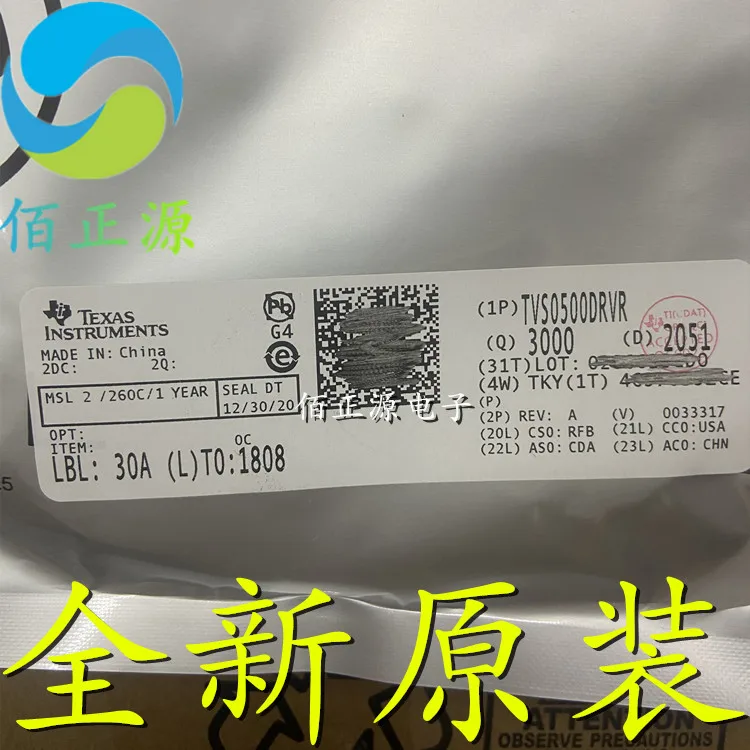 佰正源
TEXAS
INSTRUMENTS
MADE IN: China
2DC: 2Q:
Pb
G4
e
MSL 2 /260C/1 YEAR
SEAL DT
12/30/20
OPT:
ITEM:
0C
LBL: 30A (L)TO:1808
(1P) TVS0500DRVR
(Q) 3000 (D) 2051
(31T) LOT:
(4W) TKY(1T)
(P)
(2P) REV: A (V) 0033317
(20L) CSO: RFB (21L) CCO:USA
(22L) ASO: CDA (23L) ACO: CHN
佰正源电子
全新原装
ATTENTION
OBSERVE PRECAUTIONS